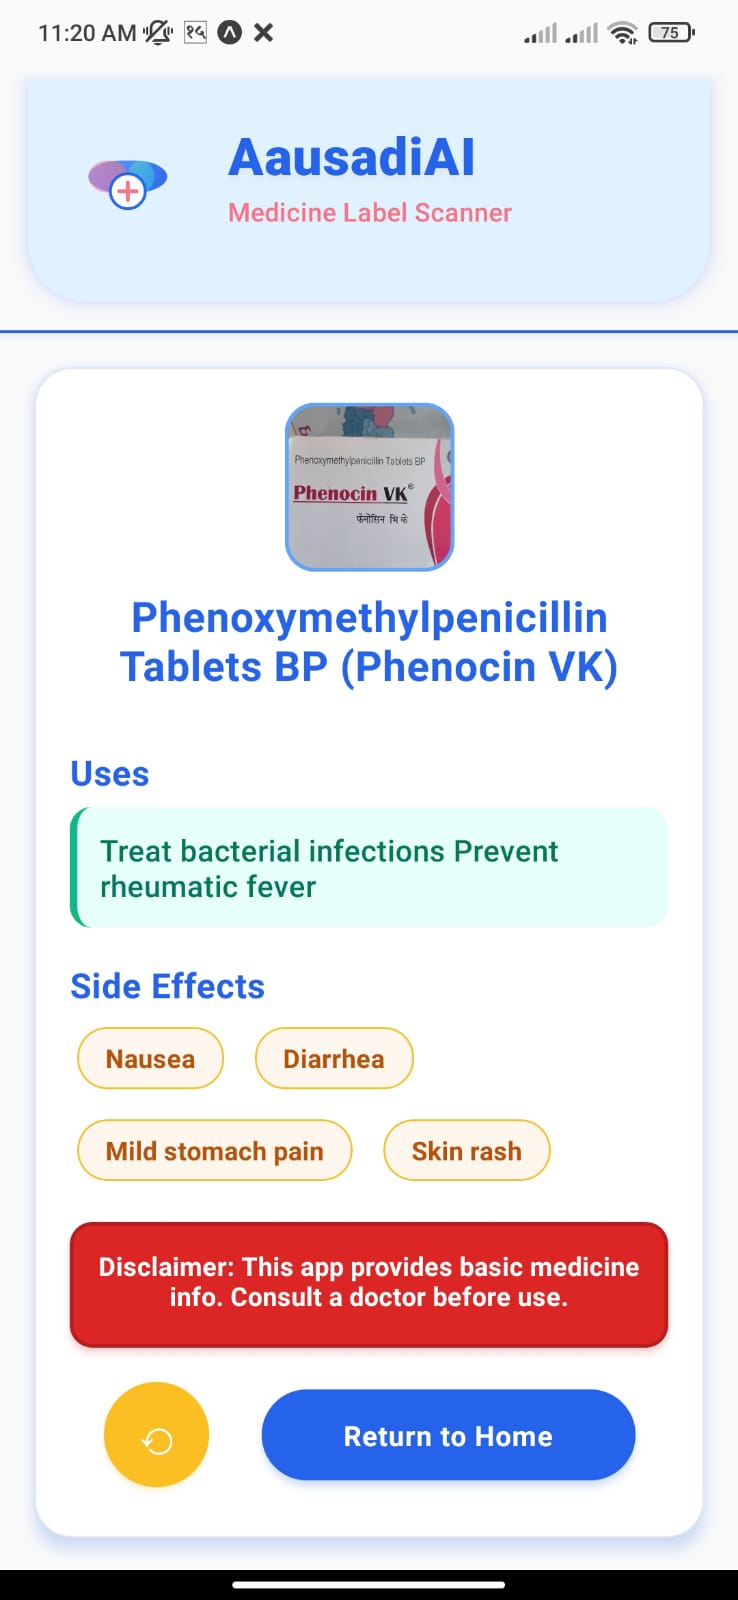 11:20 AM
75
AausadiAI
Medicine Label Scanner
Phenoxymethylpenicillin Tablets BP
Phenocin VK®
फेनोसिन भि के
Phenoxymethylpenicillin
Tablets BP (Phenocin VK)
Uses
Treat bacterial infections Prevent
rheumatic fever
Side Effects
Nausea
Diarrhea
Mild stomach pain
Skin rash
Disclaimer: This app provides basic medicine
info. Consult a doctor before use.
Return to Home